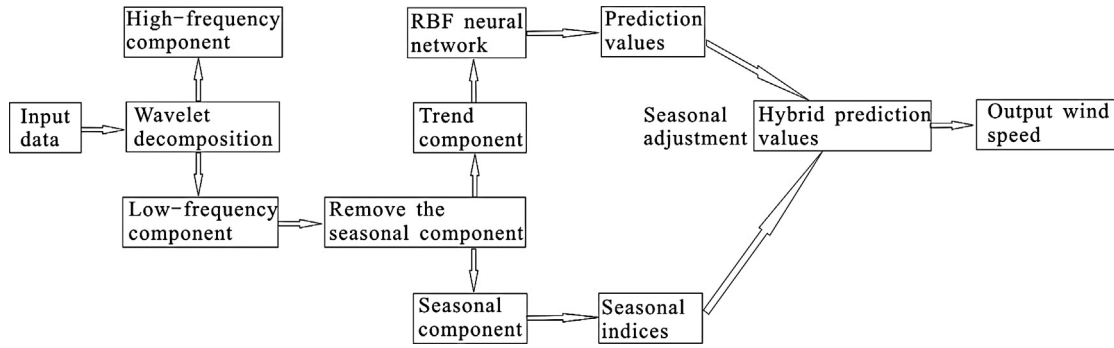 High-frequency
component
RBF neural
network
Prediction
values
Input
data
Wavelet
decomposition
Trend
component
Seasonal
adjustment
Hybrid prediction
values
Output wind
speed
Low-frequency
component
Remove the
seasonal component
Seasonal
component
Seasonal
indices